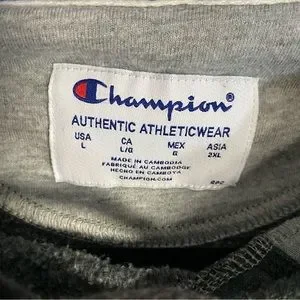 Champion®
AUTHENTIC ATHLETICWEAR
USA CA MEX ASIA
L L/G G 2XL
MADE IN CAMBODIA
FABRIQUÉ AU CAMBODGE
HECHO EN CAMBOYA
CHAMPION.COM